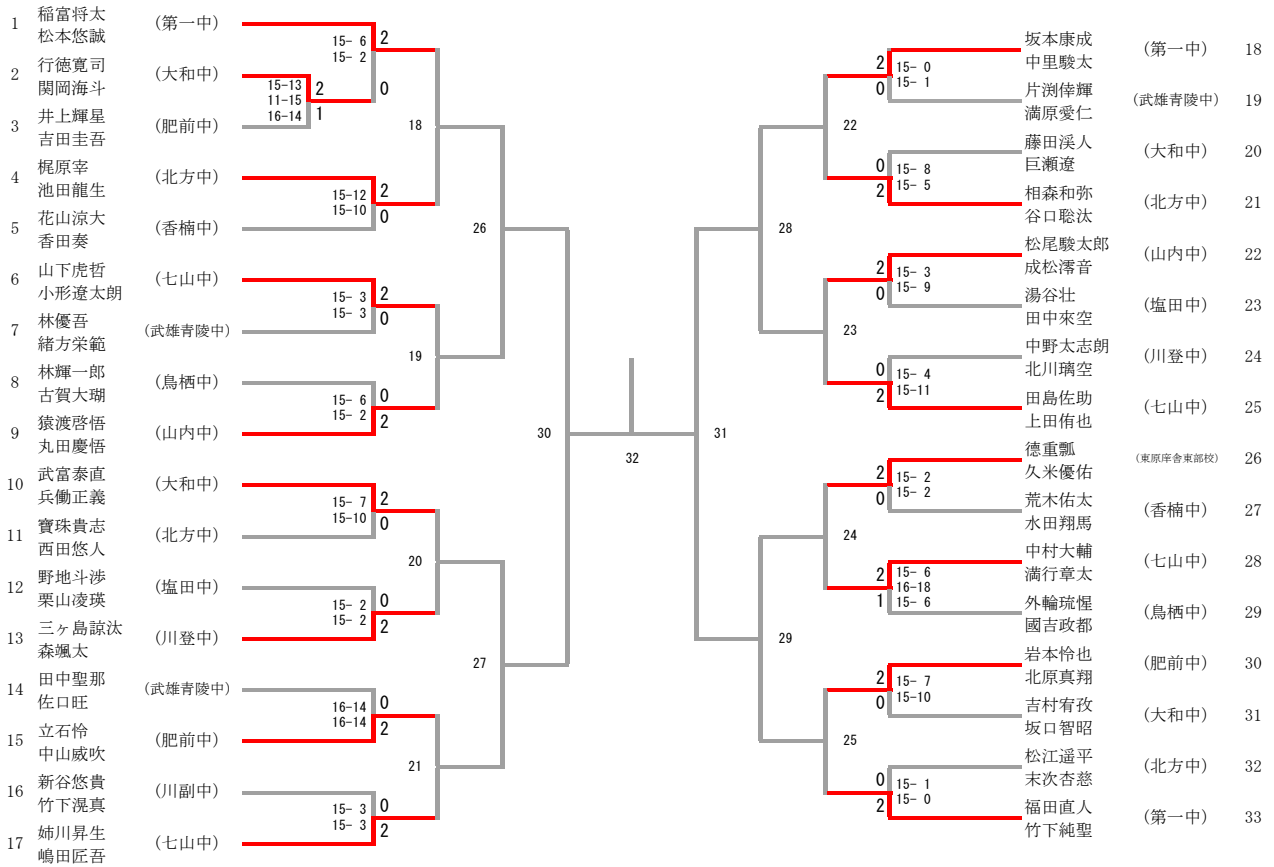 1 稲富将太 (第一中)
松本悠誠
15- 6 2
15- 2
2 行徳寛司 (大和中) 0
関岡海斗
15-13 2
11-15 1
16-14
3 井上輝星 (肥前中)
吉田圭吾
18
4 梶原宰 (北方中)
池田龍生
15-12 2
15-10 0
5 花山涼大 (香楠中)
香田奏
26
6 山下虎哲 (七山中)
小形遼太朗
15- 3 2
15- 3 0
7 林優吾 (武雄青陵中)
緒方栄範
19
8 林輝一郎 (鳥栖中)
古賀大瑚
15- 6 0
15- 2 2
9 猿渡啓悟 (山内中)
丸田慶悟
30
10 武富泰直 (大和中)
兵働正義
15- 7 2
15-10 0
11 寶珠貴志 (北方中)
西田悠人
20
12 野地斗渉 (塩田中)
栗山凌瑛
15- 2 0
15- 2 2
13 三ヶ島諒汰 (川登中)
森颯太
27
14 田中聖那 (武雄青陵中)
佐口旺
16-14 0
16-14 2
15 立石怜 (肥前中)
中山威吹
21
16 新谷悠貴 (川副中)
竹下滉真
15- 3 0
15- 3 2
17 姉川昇生 (七山中)
嶋田匠吾
32
坂本康成 (第一中) 18
中里駿太
2 15- 0
0 15- 1
片渕倖輝 (武雄青陵中) 19
満原愛仁
22
藤田渓人 (大和中) 20
巨瀬遼
0 15- 8
2 15- 5
相森和弥 (北方中) 21
谷口聡汰
28
松尾駿太郎 (山内中) 22
成松澪音
2 15- 3
0 15- 9
湯谷壮 (塩田中) 23
田中來空
23
中野太志朗 (川登中) 24
北川璃空
0 15- 4
2 15-11
田島佐助 (七山中) 25
上田侑也
31
德重瓢 (東原庠舎東部校) 26
久米優佑
2 15- 2
0 15- 2
荒木佑太 (香楠中) 27
水田翔馬
24
中村大輔 (七山中) 28
満行章太
2 15- 6
16-18
1 15- 6
外輪琉惺 (鳥栖中) 29
國吉政都
29
岩本怜也 (肥前中) 30
北原真翔
2 15- 7
0 15-10
吉村宥孜 (大和中) 31
坂口智昭
25
松江遥平 (北方中) 32
末次杏慈
0 15- 1
2 15- 0
福田直人 (第一中) 33
竹下純聖